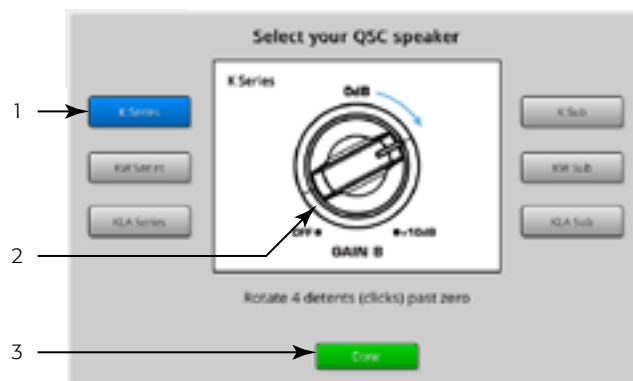 Select your QSC speaker
K Series
0dB
1
K Series
K Sub
KW Series
KW Sub
KLA Series
KLA Sub
2
OFF
+10dB
GAIN B
Rotate 4 detents (clicks) past zero
3
Done